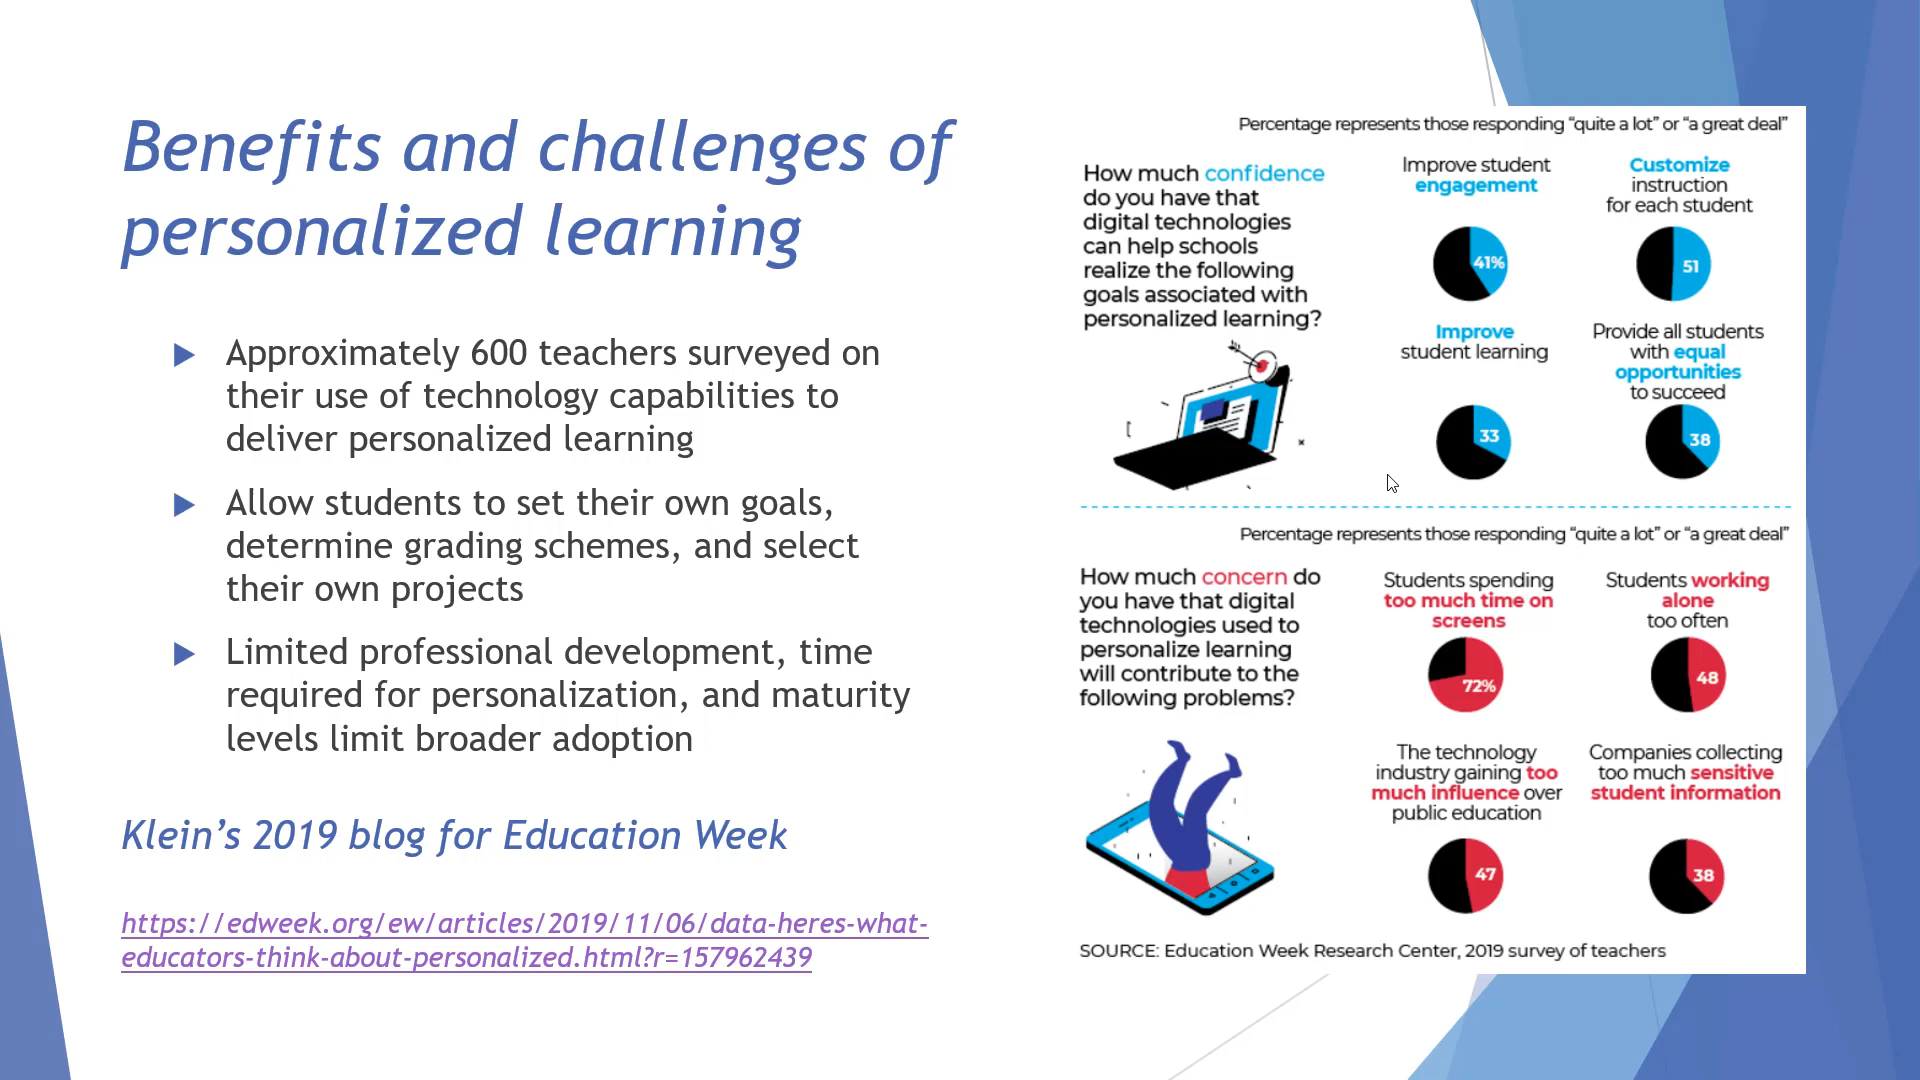 Benefits and challenges of
personalized learning
Approximately 600 teachers surveyed on
their use of technology capabilities to
deliver personalized learning
Allow students to set their own goals,
determine grading schemes, and select
their own projects
Limited professional development, time
required for personalization, and maturity
levels limit broader adoption
Klein’s 2019 blog for Education Week
https://edweek.org/ew/articles/2019/11/06/data-heres-what-
educators-think-about-personalized.html?r=157962439
Percentage represents those responding “quite a lot” or “a great deal”
How much confidence
do you have that
digital technologies
can help schools
realize the following
goals associated with
personalized learning?
Improve student
engagement
41%
Customize
instruction
for each student
51
Improve
student learning
33
Provide all students
with equal
opportunities
to succeed
38
Percentage represents those responding “quite a lot” or “a great deal”
How much concern do
you have that digital
technologies used to
personalize learning
will contribute to the
following problems?
Students spending
too much time on
screens
72%
Students working
alone
too often
48
The technology
industry gaining too
much influence over
public education
47
Companies collecting
too much sensitive
student information
38
SOURCE: Education Week Research Center, 2019 survey of teachers